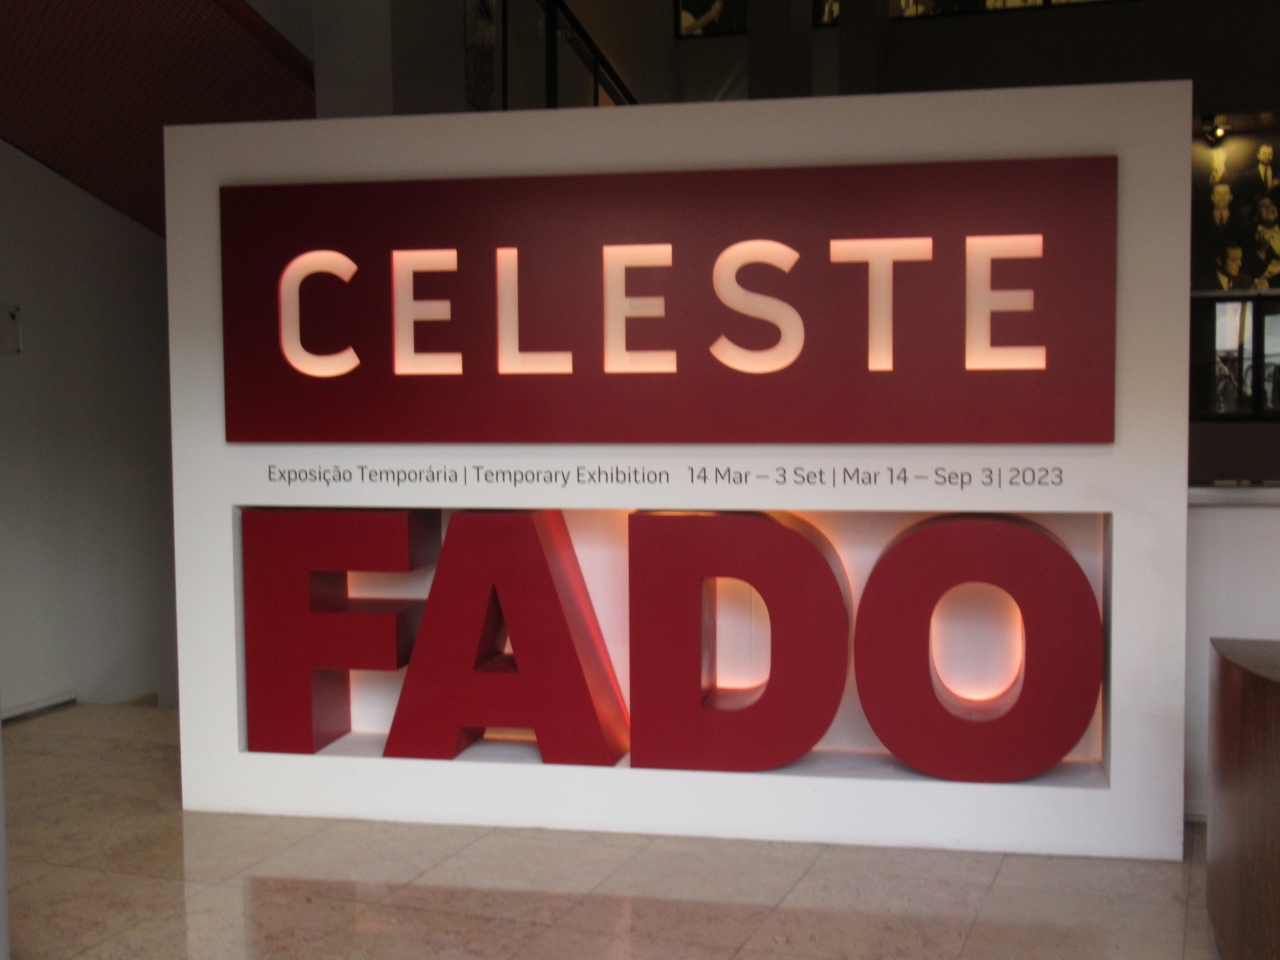 CELESTE
Exposição Temporária | Temporary Exhibition 14 Mar – 3 Set | Mar 14 – Sep 3 | 2023
FADO